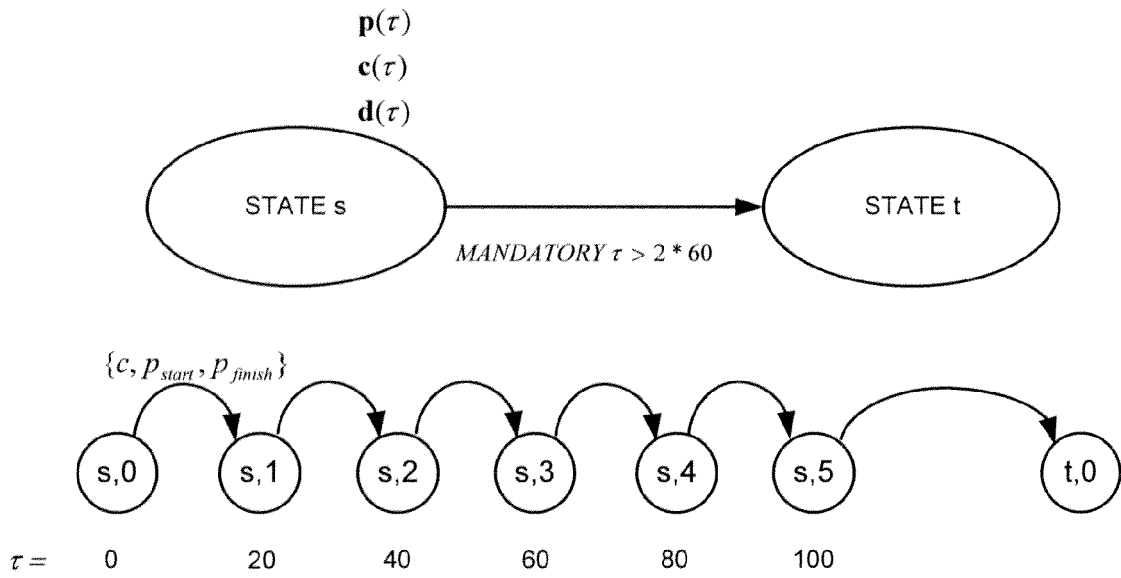 p(τ)
c(τ)
d(τ)
STATE s
STATE t
MANDATORY τ > 2 * 60
{c, p_start, p_finish}
s,0 s,1 s,2 s,3 s,4 s,5 t,0
τ = 0 20 40 60 80 100